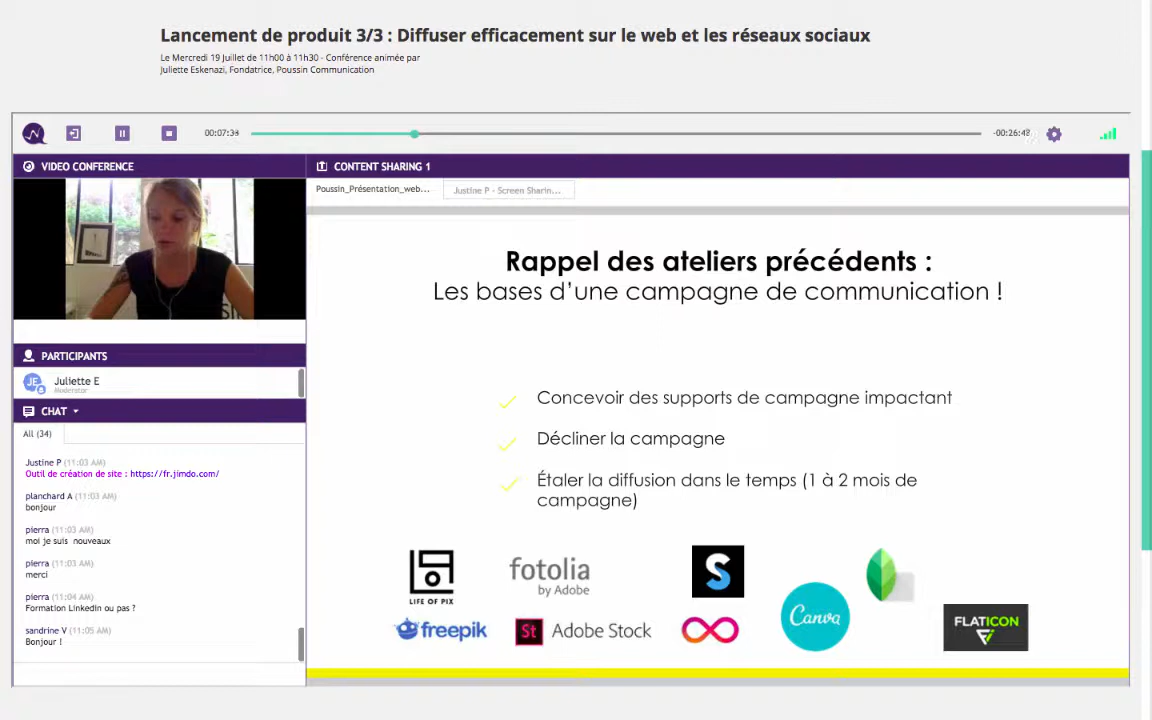 Lancement de produit 3/3 : Diffuser efficacement sur le web et les réseaux sociaux
Le Mercredi 19 Juillet de 11h00 à 11h30 - Conférence animée par
Juliette Eskenazi, Fondatrice, Poussin Communication
00:07:34
-00:26:42
VIDEO CONFERENCE
CONTENT SHARING 1
Poussin_Présentation_web...
Justine P - Screen Sharin...
Rappel des ateliers précédents :
Les bases d'une campagne de communication !
PARTICIPANTS
JE
Juliette E
Moderator
CHAT
All (34)
Justine P (11:03 AM)
Outil de création de site : https://fr.jimdo.com/
planchard A (11:03 AM)
bonjour
pierra (11:03 AM)
moi je suis nouveaux
pierra (11:03 AM)
merci
pierra (11:04 AM)
Formation Linkedin ou pas ?
sandrine V (11:05 AM)
Bonjour !
Concevoir des supports de campagne impactant
Décliner la campagne
Étaler la diffusion dans le temps (1 à 2 mois de
campagne)
LIFE OF PIX
fotolia
by Adobe
S
freepik
St Adobe Stock
Canva
FLATICON